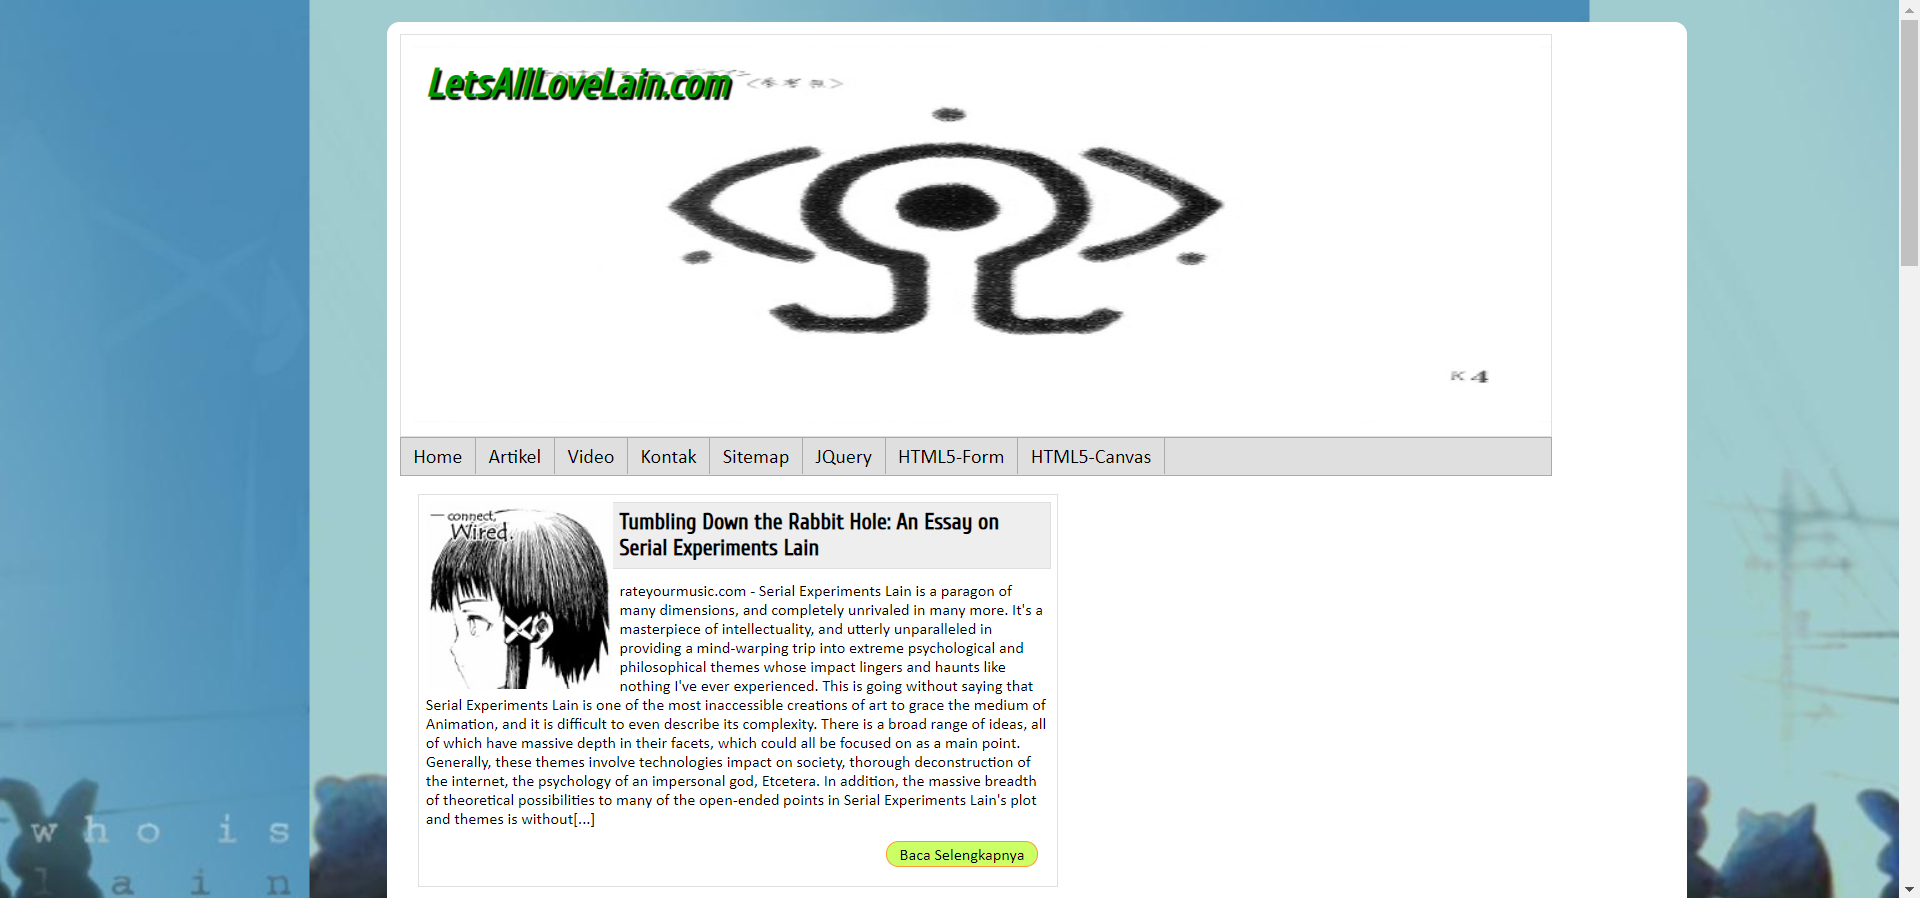 LetsAllLoveLain.com
K4
Home Artikel Video Kontak Sitemap JQuery HTML5-Form HTML5-Canvas
— connect,
Wired.
Tumbling Down the Rabbit Hole: An Essay on
Serial Experiments Lain
rateyourmusic.com - Serial Experiments Lain is a paragon of
many dimensions, and completely unrivaled in many more. It's a
masterpiece of intellectuality, and utterly unparalleled in
providing a mind-warping trip into extreme psychological and
philosophical themes whose impact lingers and haunts like
nothing I've ever experienced. This is going without saying that
Serial Experiments Lain is one of the most inaccessible creations of art to grace the medium of
Animation, and it is difficult to even describe its complexity. There is a broad range of ideas, all
of which have massive depth in their facets, which could all be focused on as a main point.
Generally, these themes involve technologies impact on society, thorough deconstruction of
the internet, the psychology of an impersonal god, Etcetera. In addition, the massive breadth
of theoretical possibilities to many of the open-ended points in Serial Experiments Lain's plot
and themes is without[...]
Baca Selengkapnya
who is
lain